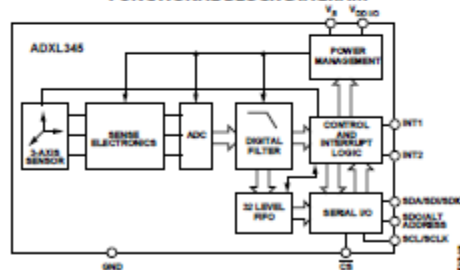 FUNCTIONAL BLOCK DIAGRAM
VS
VDD I/O
ADXL345
POWER
MANAGEMENT
3-AXIS
SENSOR
SENSE
ELECTRONICS
ADC
DIGITAL
FILTER
CONTROL
AND
INTERRUPT
LOGIC
INT1
INT2
32 LEVEL
FIFO
SERIAL I/O
SDA/SDI/SDIO
SDO/ALT
ADDRESS
SCL/SCLK
GND
CS